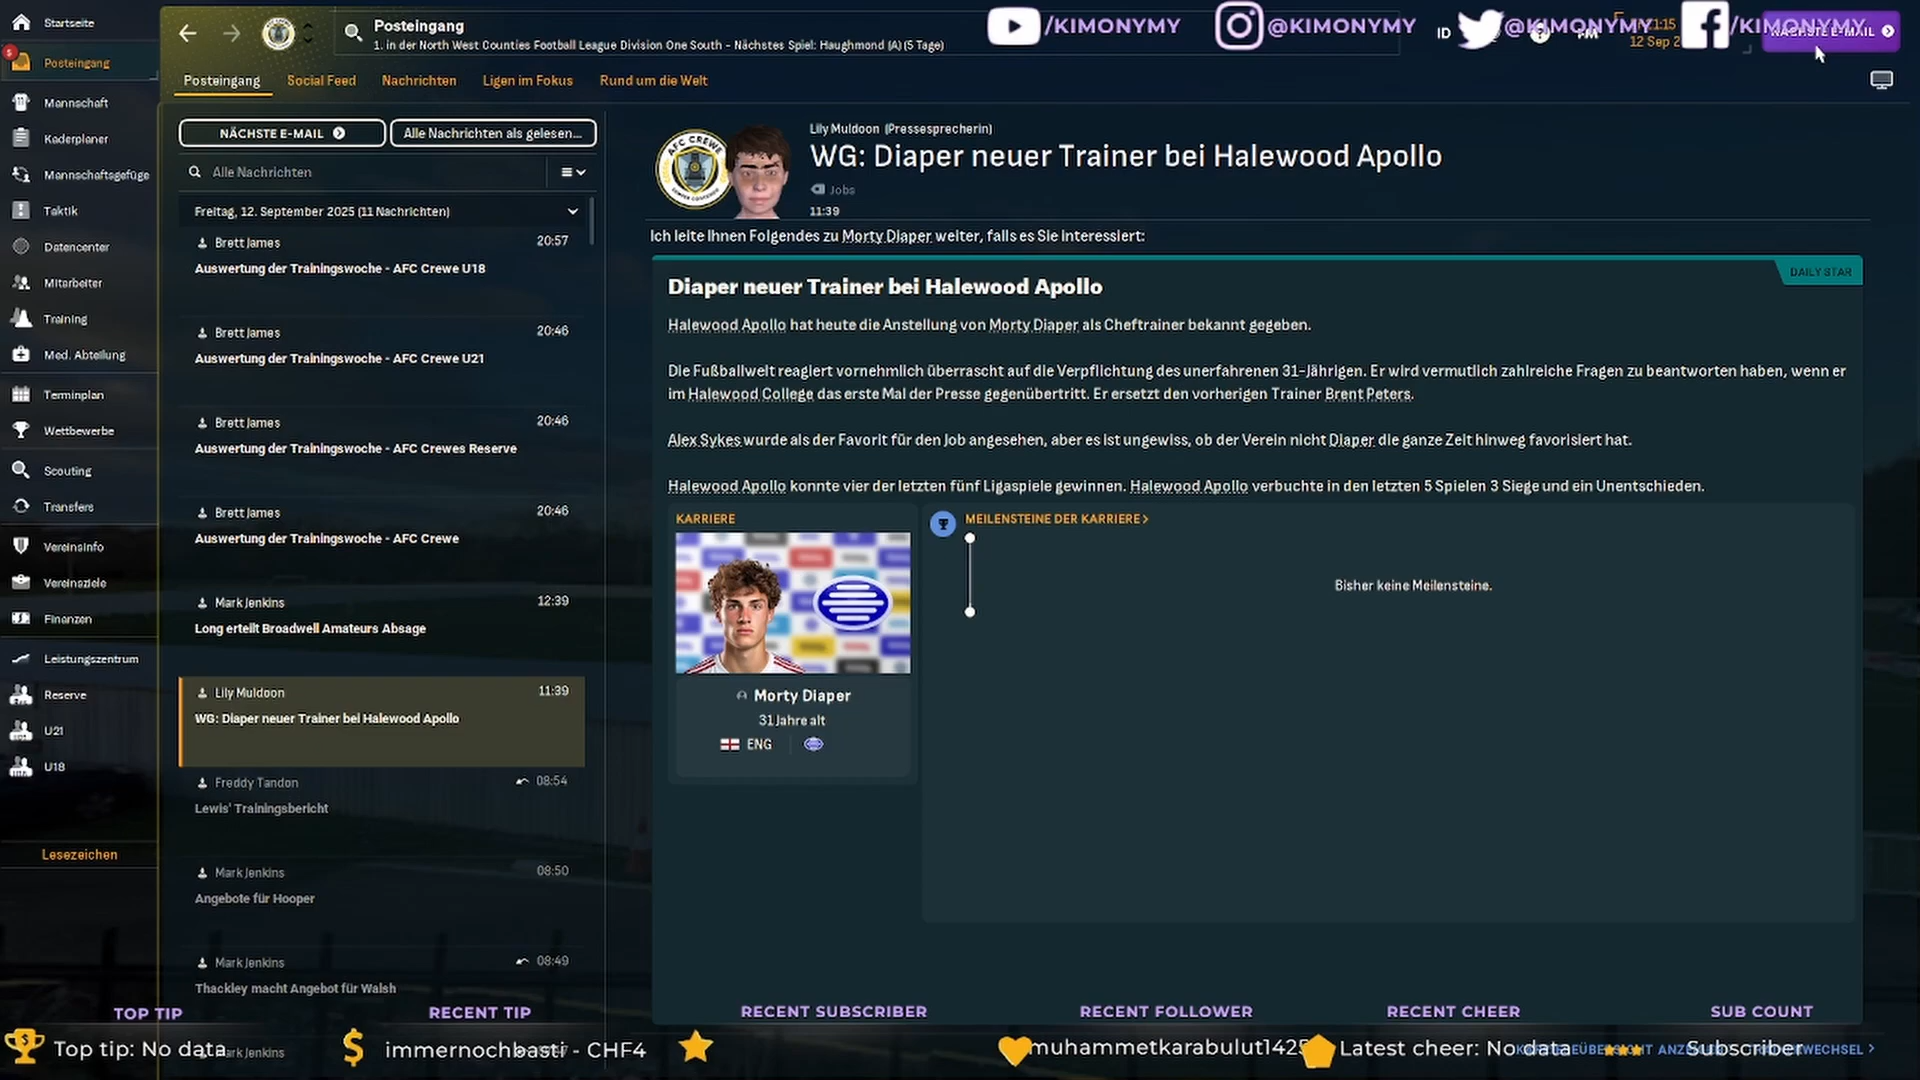 Startseite
Posteingang
Mannschaft
Kaderplaner
Mannschaftsgefüge
Taktik
Datencenter
Mitarbeiter
Training
Med. Abteilung
Terminplan
Wettbewerbe
Scouting
Transfers
Vereinsinfo
Vereinsziele
Finanzen
Leistungszentrum
Reserve
U21
U18
Lesezeichen
Posteingang
1. in der North West Counties Football League Division One South - Nächstes Spiel: Haughmond (A) (5 Tage)
/KIMONYMY
@KIMONYMY
ID
@KIMONYMY
21:15
12 Sep 2
/KIMONYMY
NÄCHSTE E-MAIL
Posteingang
Social Feed
Nachrichten
Ligen im Fokus
Rund um die Welt
NÄCHSTE E-MAIL
Alle Nachrichten als gelesen...
Alle Nachrichten
Freitag, 12. September 2025 (11 Nachrichten)
Brett James 20:57
Auswertung der Trainingswoche - AFC Crewe U18
Brett James 20:46
Auswertung der Trainingswoche - AFC Crewe U21
Brett James 20:46
Auswertung der Trainingswoche - AFC Crewes Reserve
Brett James 20:46
Auswertung der Trainingswoche - AFC Crewe
Mark Jenkins 12:39
Long erteilt Broadwell Amateurs Absage
Lily Muldoon 11:39
WG: Diaper neuer Trainer bei Halewood Apollo
Freddy Tandon 08:54
Lewis' Trainingsbericht
Mark Jenkins 08:50
Angebote für Hooper
Mark Jenkins 08:49
Thackley macht Angebot für Walsh
AFC CREWE
Lily Muldoon (Pressesprecherin)
WG: Diaper neuer Trainer bei Halewood Apollo
Jobs
11:39
Ich leite Ihnen Folgendes zu Morty Diaper weiter, falls es Sie interessiert:
DAILY STAR
Diaper neuer Trainer bei Halewood Apollo
Halewood Apollo hat heute die Anstellung von Morty Diaper als Cheftrainer bekannt gegeben.
Die Fußballwelt reagiert vornehmlich überrascht auf die Verpflichtung des unerfahrenen 31-Jährigen. Er wird vermutlich zahlreiche Fragen zu beantworten haben, wenn er
im Halewood College das erste Mal der Presse gegenübertritt. Er ersetzt den vorherigen Trainer Brent Peters.
Alex Sykes wurde als der Favorit für den Job angesehen, aber es ist ungewiss, ob der Verein nicht Diaper die ganze Zeit hinweg favorisiert hat.
Halewood Apollo konnte vier der letzten fünf Ligaspiele gewinnen. Halewood Apollo verbuchte in den letzten 5 Spielen 3 Siege und ein Unentschieden.
KARRIERE
MEILENSTEINE DER KARRIERE
Bisher keine Meilensteine.
Morty Diaper
31 Jahre alt
ENG
TOP TIP
RECENT TIP
RECENT SUBSCRIBER
RECENT FOLLOWER
RECENT CHEER
SUB COUNT
Top tip: No data
immernochbasti - CHF4
muhammetkarabulut1425
Latest cheer: No data
Subscriber